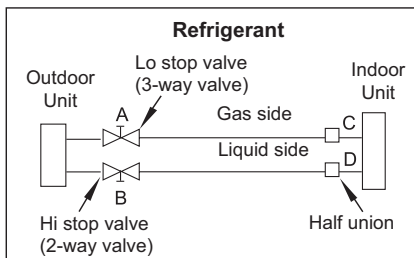 Refrigerant
Lo stop valve
(3-way valve)
Outdoor
Unit
Indoor
Unit
A
Gas side
C
Liquid side
D
B
Hi stop valve
(2-way valve)
Half union